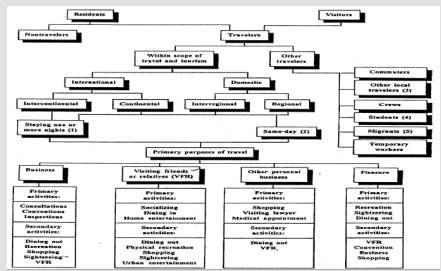 Residents
Visitors
Nontravelers
Travelers
Within scope of
travel and tourism
Other
travelers
International
Domestic
Commuters
Other local
travelers (3)
Intercontinental
Continental
Interregional
Regional
Crews
Staying one or
more nights (1)
Same-day (2)
Students (4)
Migrants (5)
Temporary
workers
Primary purposes of travel
Business
Visiting friends
or relatives (VFR)
Other personal
business
Pleasure
Primary
activities:
Consultations
Conventions
Inspections
Secondary
activities:
Dining out
Recreation
Shopping
Sightseeing
VFR
Primary
activities:
Socializing
Dining in
Home entertainment
Secondary
activities:
Dining out
Physical recreation
Shopping
Sightseeing
Urban entertainment
Primary
activities:
Shopping
Visiting lawyer
Medical appointment
Secondary
activities:
Dining out
VFR
Primary
activities:
Recreation
Sightseeing
Dining out
Secondary
activities:
VFR
Convention
Business
Shopping